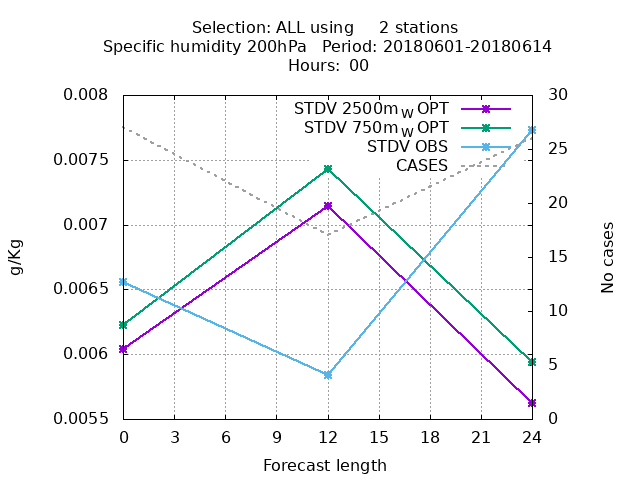 Selection: ALL using     2 stations
Specific humidity 200hPa   Period: 20180601-20180614
Hours: 00
STDV 2500m_W OPT
STDV 750m_W OPT
STDV OBS
CASES
g/Kg
0.008
0.0075
0.007
0.0065
0.006
0.0055
30
25
20
15
10
5
0
No cases
0 3 6 9 12 15 18 21 24
Forecast length